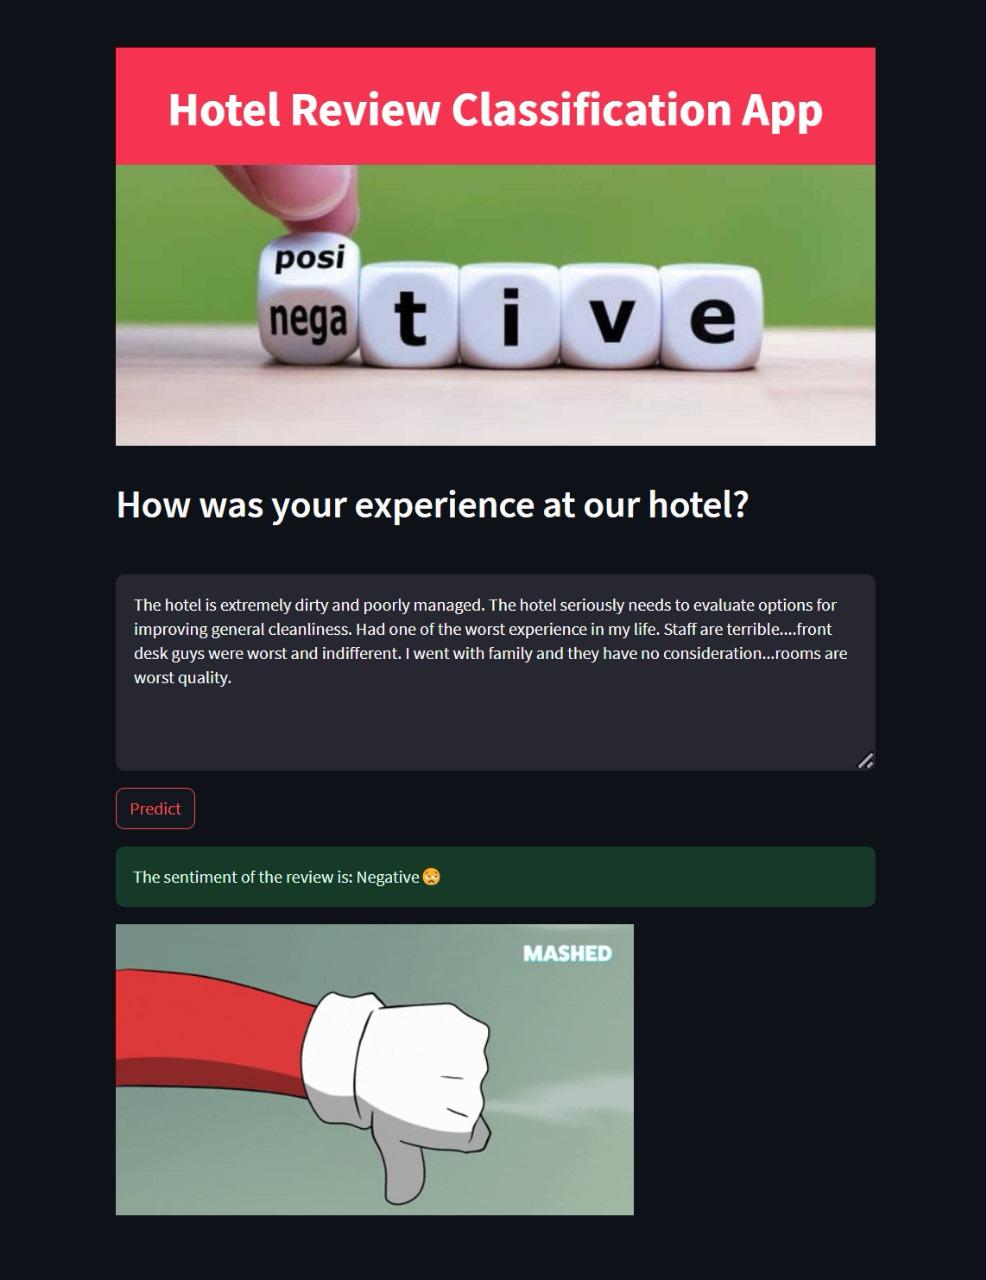 Hotel Review Classification App
posi
nega t i v e
How was your experience at our hotel?
The hotel is extremely dirty and poorly managed. The hotel seriously needs to evaluate options for
improving general cleanliness. Had one of the worst experience in my life. Staff are terrible....front
desk guys were worst and indifferent. I went with family and they have no consideration...rooms are
worst quality.
Predict
The sentiment of the review is: Negative😳
MASHED